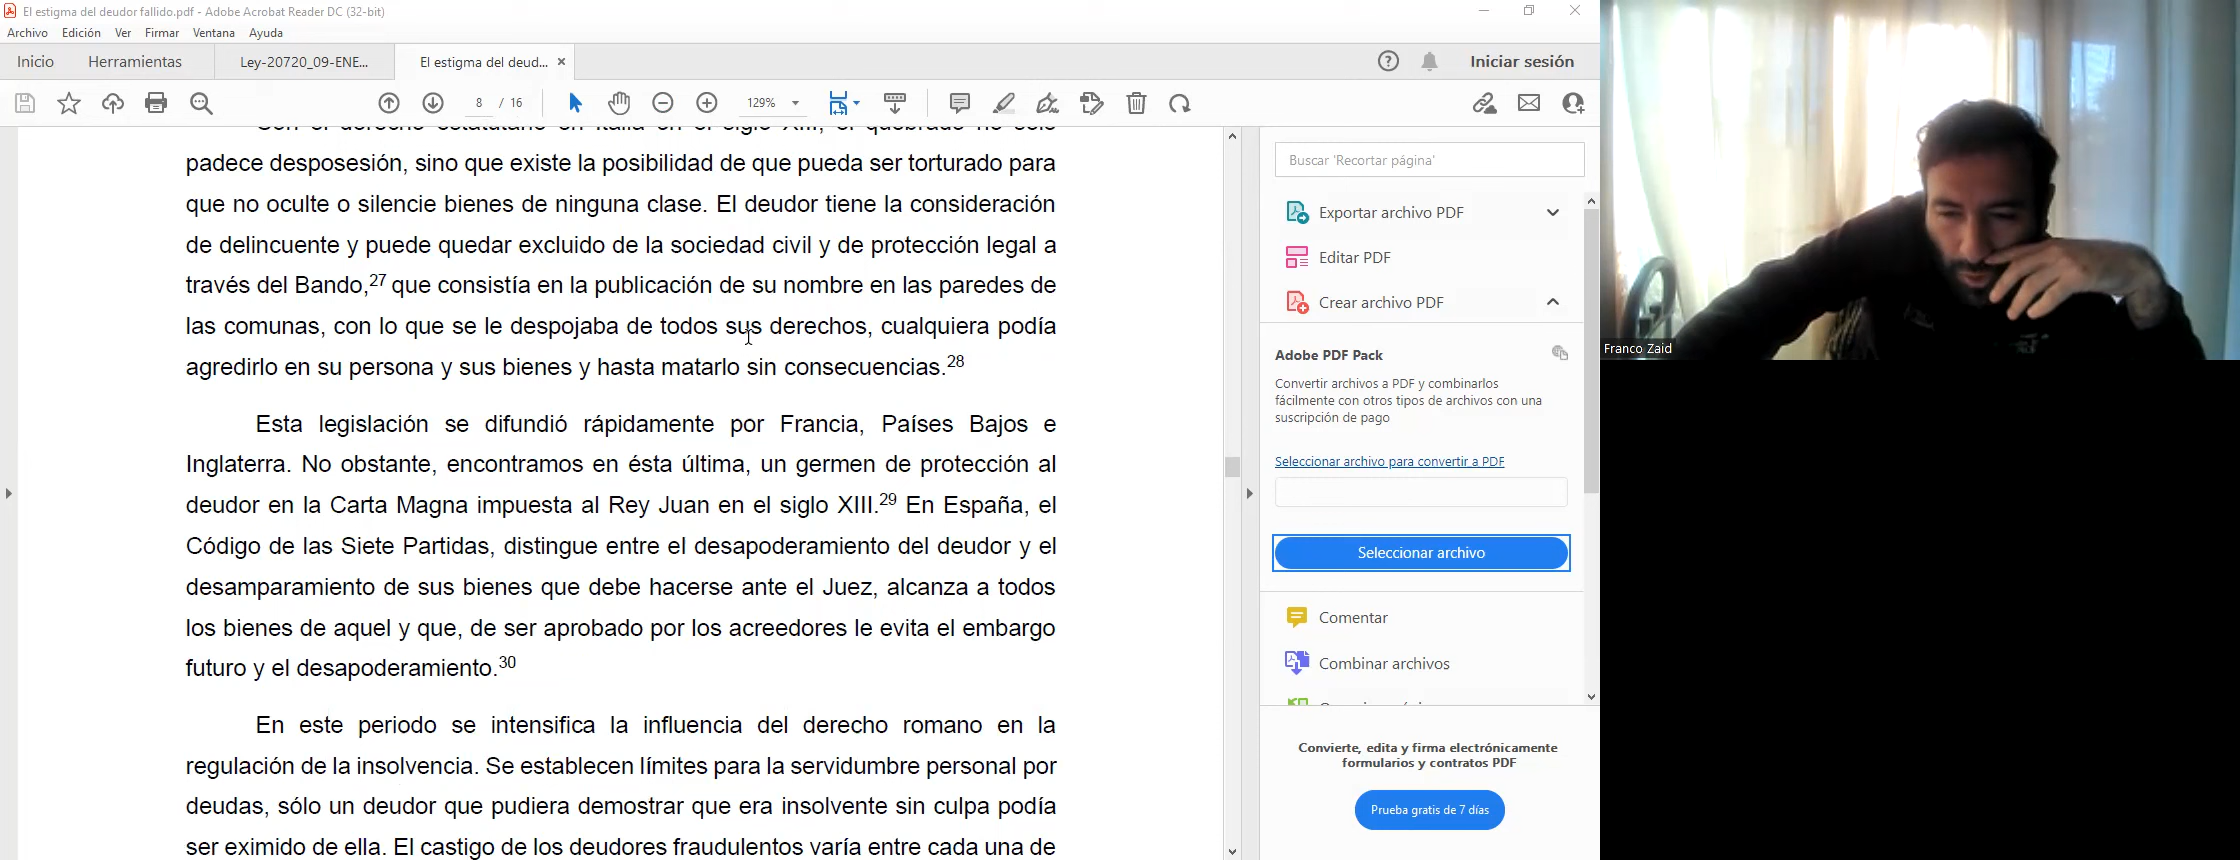 El estigma del deudor fallido.pdf - Adobe Acrobat Reader DC (32-bit)
Archivo Edición Ver Firmar Ventana Ayuda
Inicio Herramientas Ley-20720_09-ENE... El estigma del deud... Iniciar sesión
8 / 16 129%
Con el derecho estatutario en Italia en el siglo XIII, el quebrado no sólo
padece desposesión, sino que existe la posibilidad de que pueda ser torturado para
que no oculte o silencie bienes de ninguna clase. El deudor tiene la consideración
de delincuente y puede quedar excluido de la sociedad civil y de protección legal a
través del Bando,27 que consistía en la publicación de su nombre en las paredes de
las comunas, con lo que se le despojaba de todos sus derechos, cualquiera podía
agredirlo en su persona y sus bienes y hasta matarlo sin consecuencias.28
Esta legislación se difundió rápidamente por Francia, Países Bajos e
Inglaterra. No obstante, encontramos en ésta última, un germen de protección al
deudor en la Carta Magna impuesta al Rey Juan en el siglo XIII.29 En España, el
Código de las Siete Partidas, distingue entre el desapoderamiento del deudor y el
desamparamiento de sus bienes que debe hacerse ante el Juez, alcanza a todos
los bienes de aquel y que, de ser aprobado por los acreedores le evita el embargo
futuro y el desapoderamiento.30
En este periodo se intensifica la influencia del derecho romano en la
regulación de la insolvencia. Se establecen límites para la servidumbre personal por
deudas, sólo un deudor que pudiera demostrar que era insolvente sin culpa podía
ser eximido de ella. El castigo de los deudores fraudulentos varía entre cada una de
Buscar 'Recortar página'
Exportar archivo PDF
Editar PDF
Crear archivo PDF
Adobe PDF Pack
Convertir archivos a PDF y combinarlos
fácilmente con otros tipos de archivos con una
suscripción de pago
Seleccionar archivo para convertir a PDF
Seleccionar archivo
Comentar
Combinar archivos
Convierte, edita y firma electrónicamente
formularios y contratos PDF
Prueba gratis de 7 días
Franco Zaid